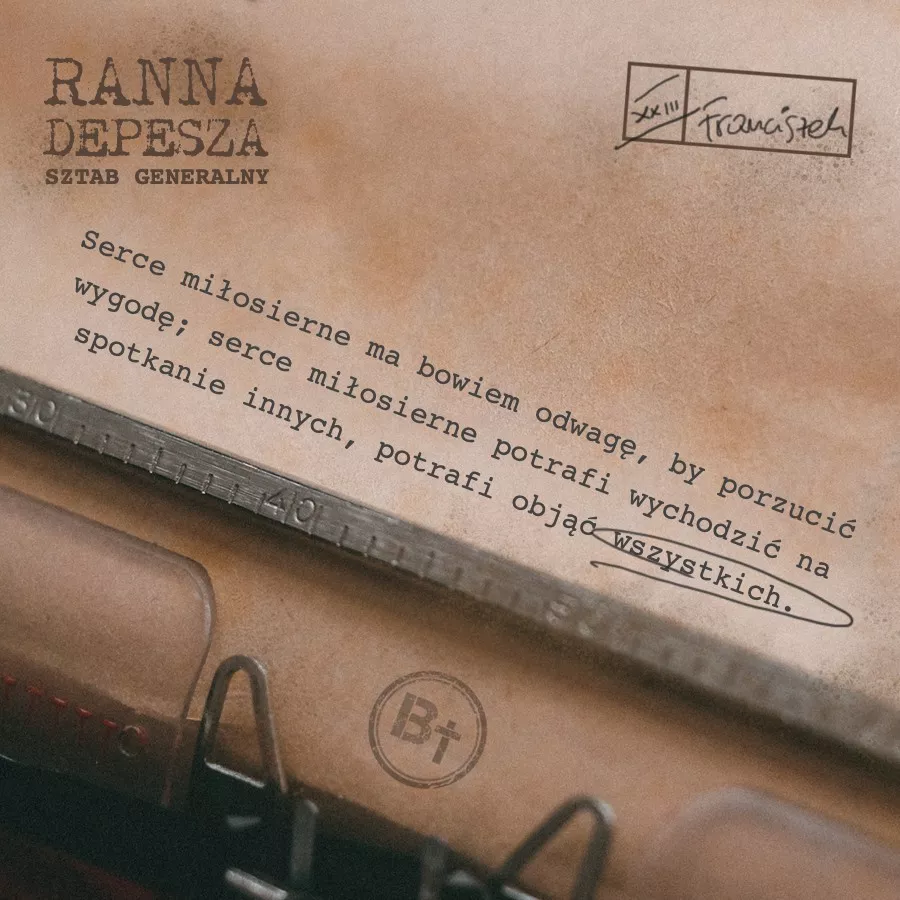 RANNA
DEPESZA
SZTAB GENERALNY
XXIII Franciszek
Serce miłosierne ma bowiem odwagę, by porzucić
wygodę; serce miłosierne potrafi wychodzić na
spotkanie innych, potrafi objąć wszystkich.
30
40
Bt